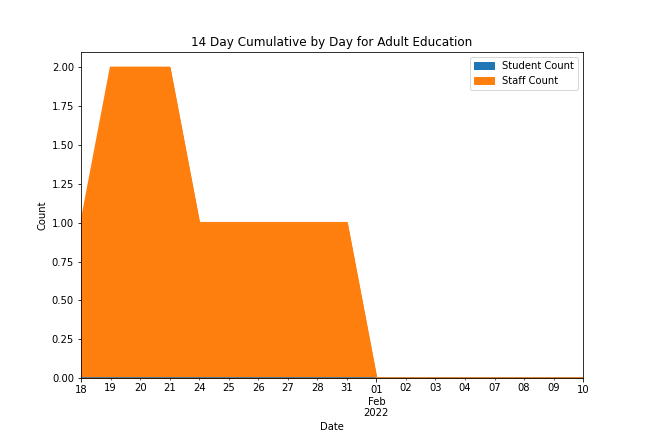 14 Day Cumulative by Day for Adult Education
Student Count
Staff Count
2.00
1.75
1.50
1.25
1.00
0.75
0.50
0.25
0.00
Count
18 19 20 21 24 25 26 27 28 31 01 02 03 04 07 08 09 10
Feb
2022
Date